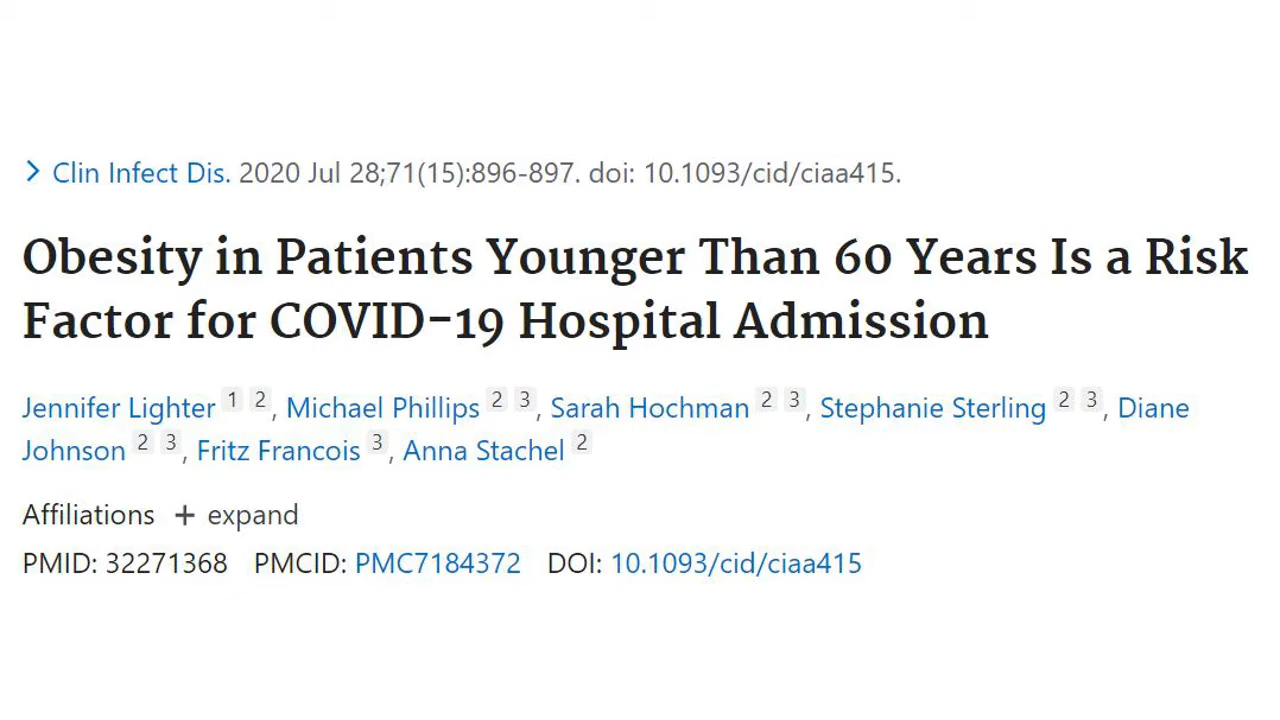 Clin Infect Dis. 2020 Jul 28;71(15):896-897. doi: 10.1093/cid/ciaa415.
Obesity in Patients Younger Than 60 Years Is a Risk
Factor for COVID-19 Hospital Admission
Jennifer Lighter 1 2, Michael Phillips 2 3, Sarah Hochman 2 3, Stephanie Sterling 2 3, Diane
Johnson 2 3, Fritz Francois 3, Anna Stachel 2
Affiliations + expand
PMID: 32271368 PMCID: PMC7184372 DOI: 10.1093/cid/ciaa415